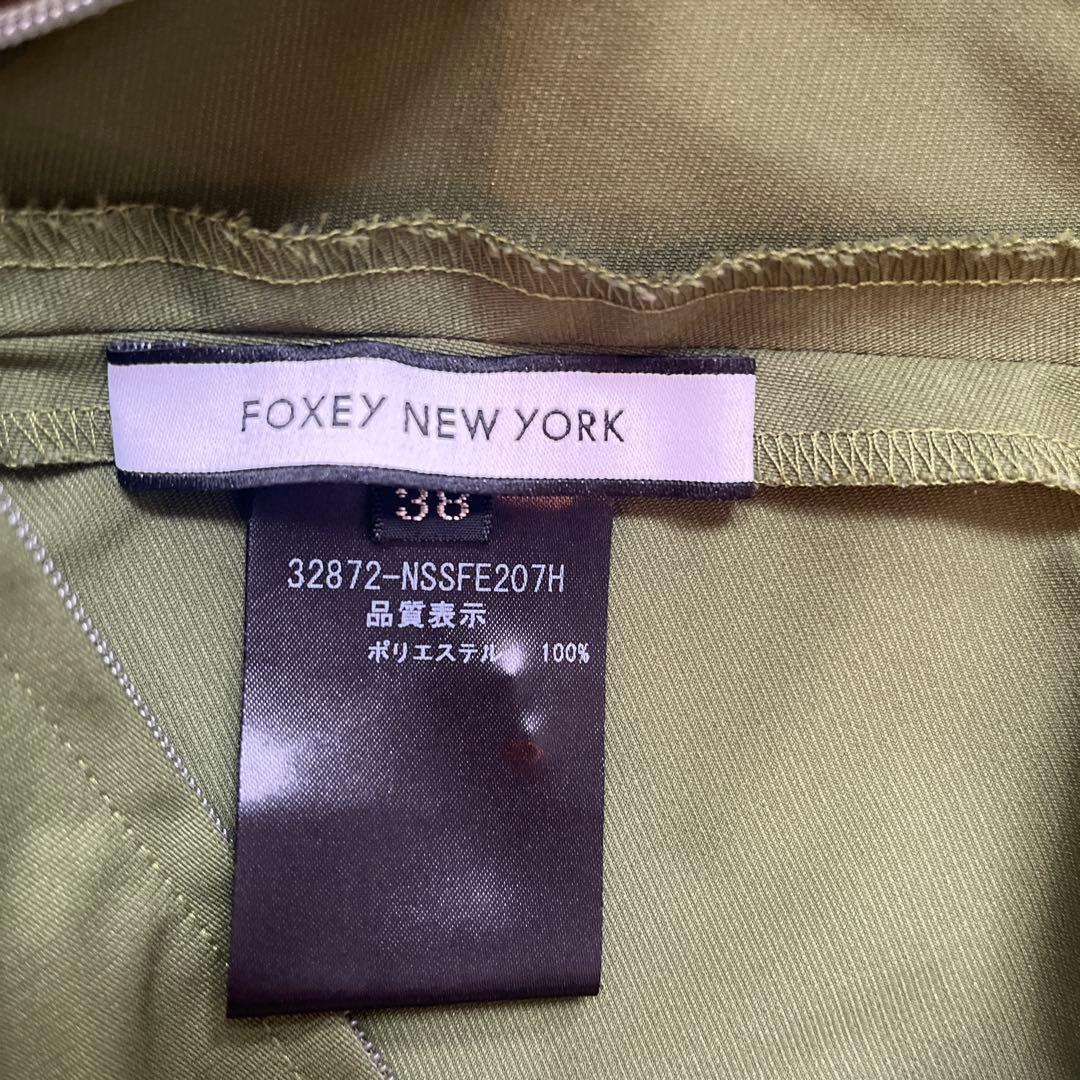 FOXEY NEW YORK
38
32872-NSSFE207H
品質表示
ポリエステル 100%